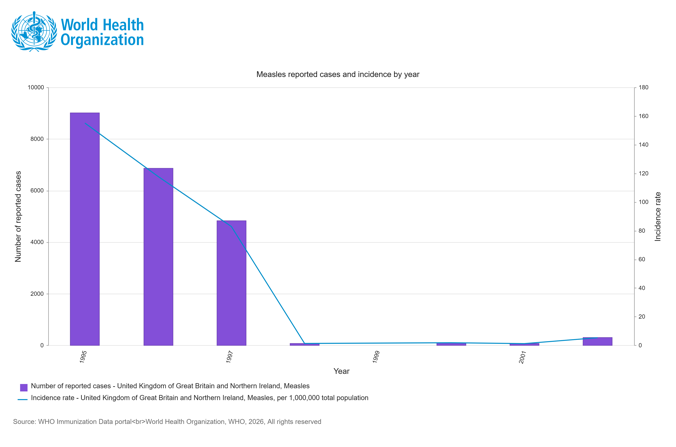 World Health
Organization
Measles reported cases and incidence by year
Number of reported cases
10000
8000
6000
4000
2000
0
180
160
140
120
100
80
60
40
20
0
Incidence rate
1995
1997
1999
2001
Year
Number of reported cases - United Kingdom of Great Britain and Northern Ireland, Measles
Incidence rate - United Kingdom of Great Britain and Northern Ireland, Measles, per 1,000,000 total population
Source: WHO Immunization Data portal<br>World Health Organization, WHO, 2026, All rights reserved